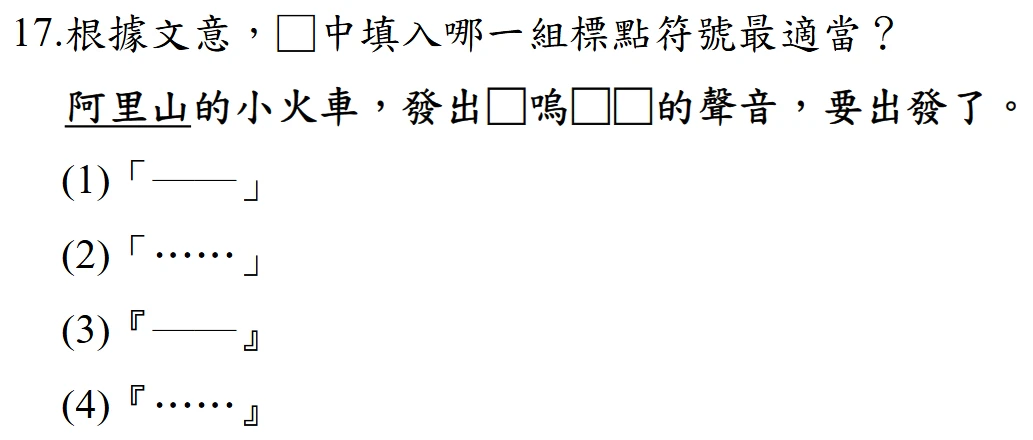 17.根據文意，□中填入哪一組標點符號最適當？
阿里山的小火車，發出□嗚□□的聲音，要出發了。
(1)「——」
(2)「……」
(3)『——』
(4)『……』